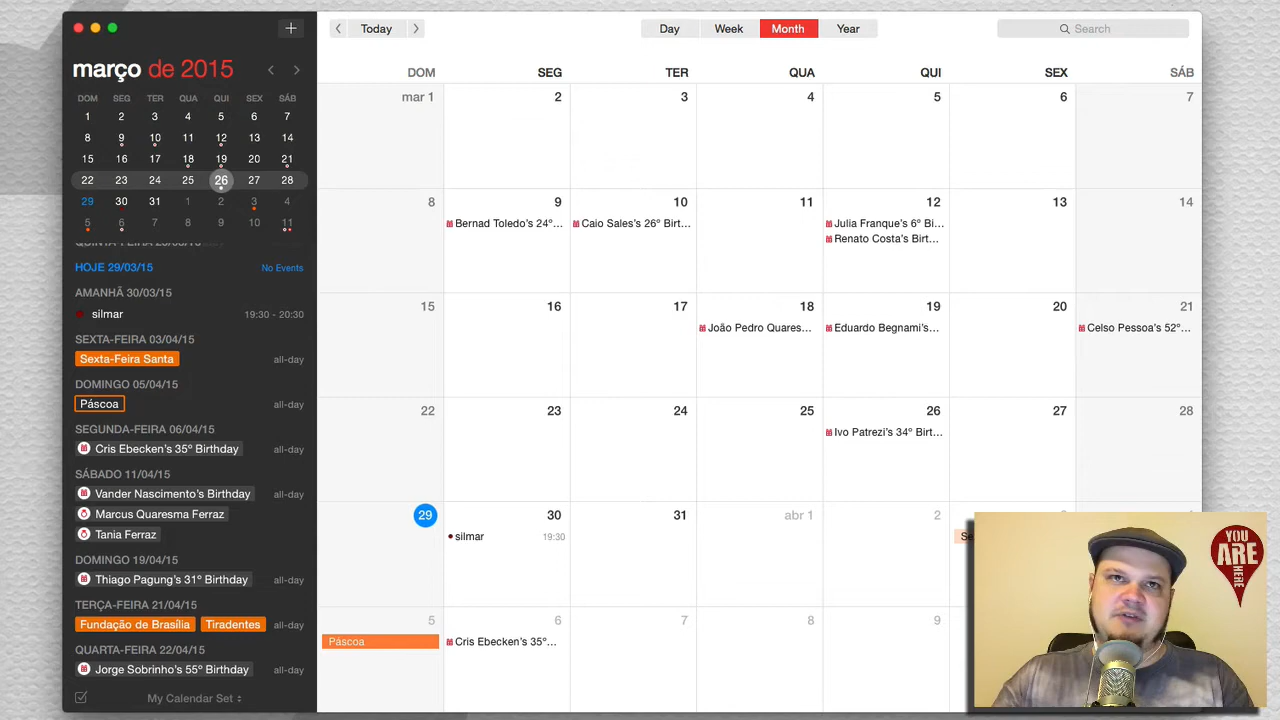 Today
Day Week Month Year
Search
março de 2015
DOM SEG TER QUA QUI SEX SÁB
1 2 3 4 5 6 7
8 9 10 11 12 13 14
15 16 17 18 19 20 21
22 23 24 25 26 27 28
29 30 31 1 2 3 4
5 6 7 8 9 10 11
HOJE 29/03/15 No Events
AMANHÃ 30/03/15
silmar 19:30 - 20:30
SEXTA-FEIRA 03/04/15
Sexta-Feira Santa all-day
DOMINGO 05/04/15
Páscoa all-day
SEGUNDA-FEIRA 06/04/15
Cris Ebecken's 35º Birthday all-day
SÁBADO 11/04/15
Vander Nascimento's Birthday all-day
Marcus Quaresma Ferraz
Tania Ferraz
DOMINGO 19/04/15
Thiago Pagung's 31º Birthday all-day
TERÇA-FEIRA 21/04/15
Fundação de Brasília Tiradentes all-day
QUARTA-FEIRA 22/04/15
Jorge Sobrinho's 55º Birthday all-day
My Calendar Set
DOM SEG TER QUA QUI SEX SÁB
mar 1 2 3 4 5 6 7
8 9 10 11 12 13 14
Bernad Toledo's 24º... Caio Sales's 26º Birt... Julia Franque's 6º Bi...
Renato Costa's Birt...
15 16 17 18 19 20 21
João Pedro Quares... Eduardo Begnami's... Celso Pessoa's 52º...
22 23 24 25 26 27 28
Ivo Patrezi's 34º Birt...
29 30 31 abr 1 2
silmar 19:30 Se
5 6 7 8 9
Páscoa Cris Ebecken's 35º...
YOU
ARE
HERE